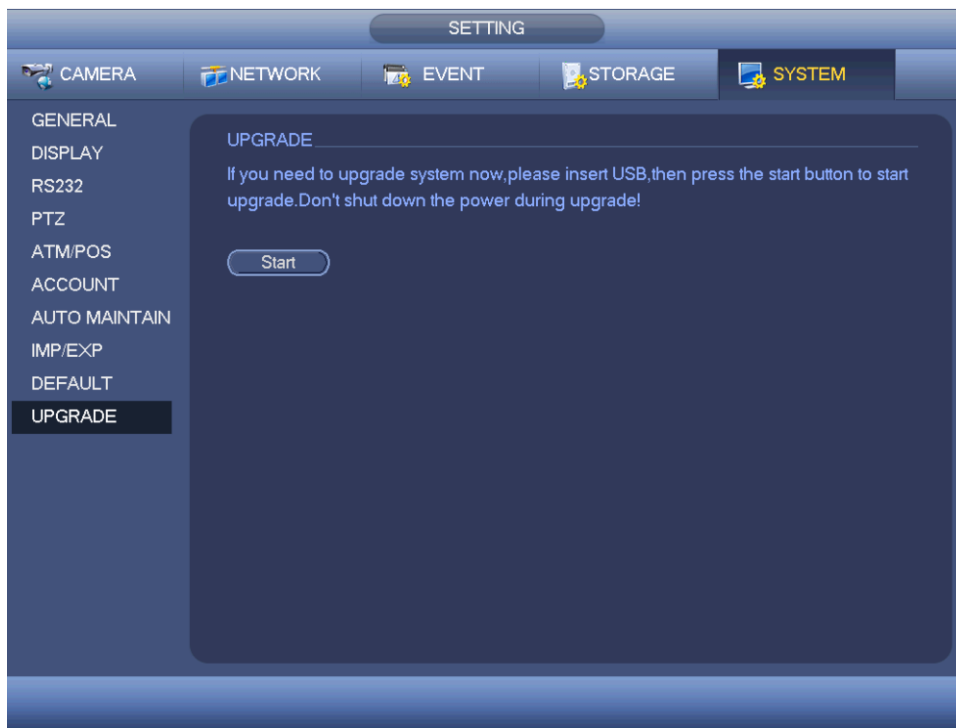 SETTING
CAMERA
NETWORK
EVENT
STORAGE
SYSTEM
GENERAL
DISPLAY
RS232
PTZ
ATM/POS
ACCOUNT
AUTO MAINTAIN
IMP/EXP
DEFAULT
UPGRADE
UPGRADE
If you need to upgrade system now,please insert USB,then press the start button to start
upgrade.Don't shut down the power during upgrade!
Start